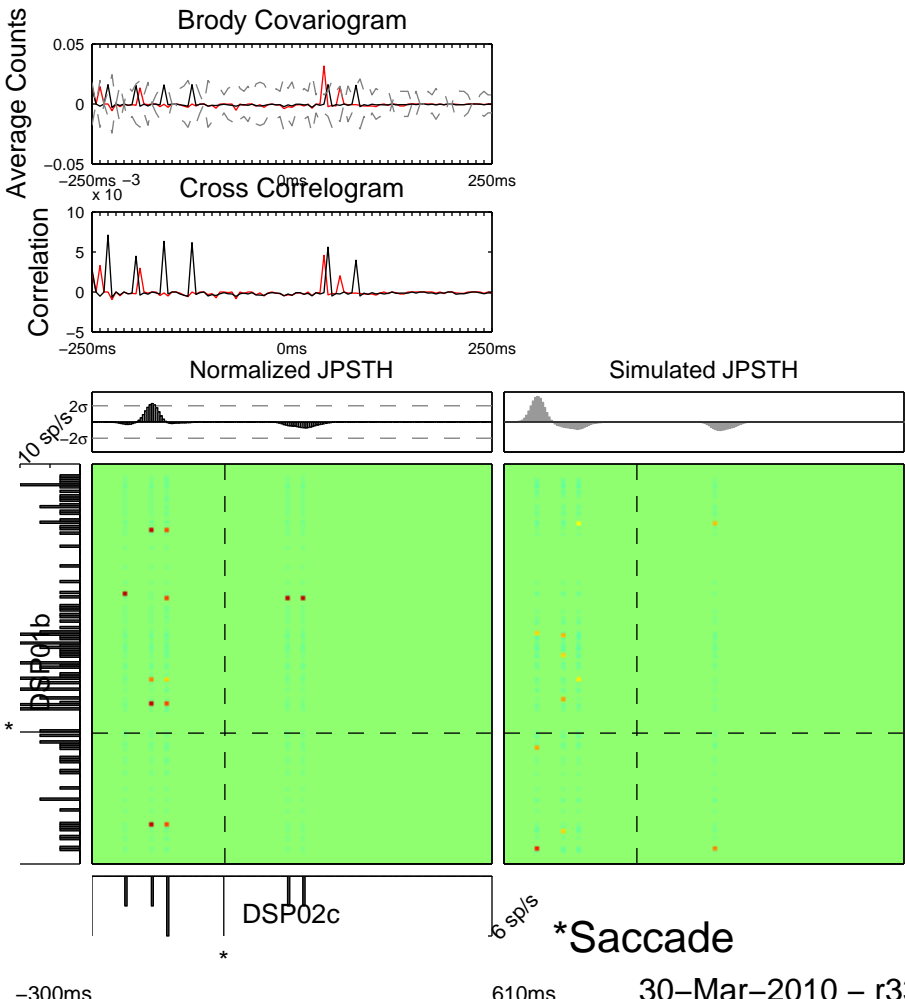 Brody Covariogram
Average Counts
0.05
0
−0.05
−250ms
0ms
250ms
x 10 −3
Cross Correlogram
Correlation
10
5
0
−5
−250ms
0ms
250ms
Normalized JPSTH
Simulated JPSTH
2σ
−2σ
10 sp/s
DSP01b
*
DSP02c
6 sp/s
*
*Saccade
−300ms
610ms
30−Mar−2010 − r33